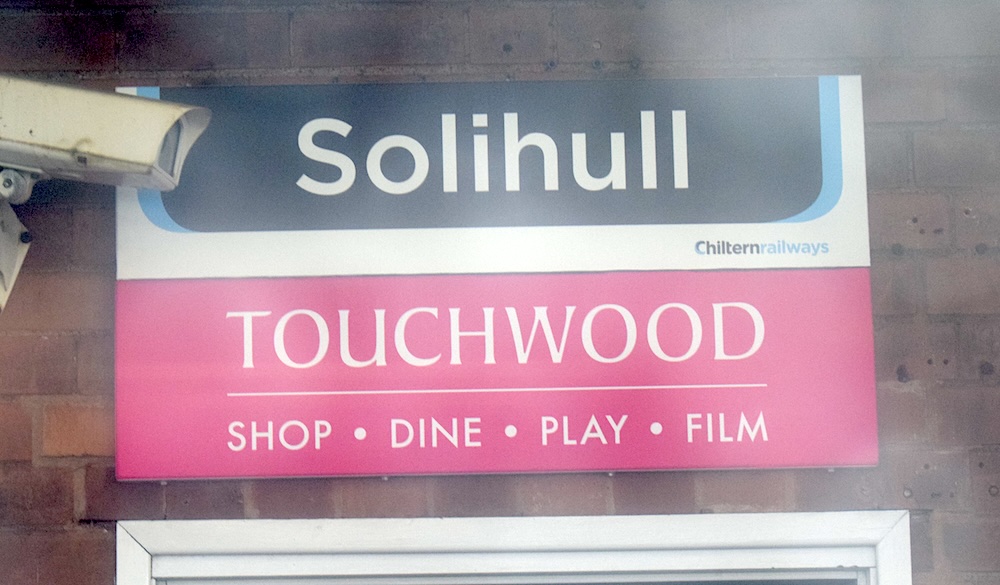 Solihull
Chilternrailways
TOUCHWOOD
SHOP • DINE • PLAY • FILM